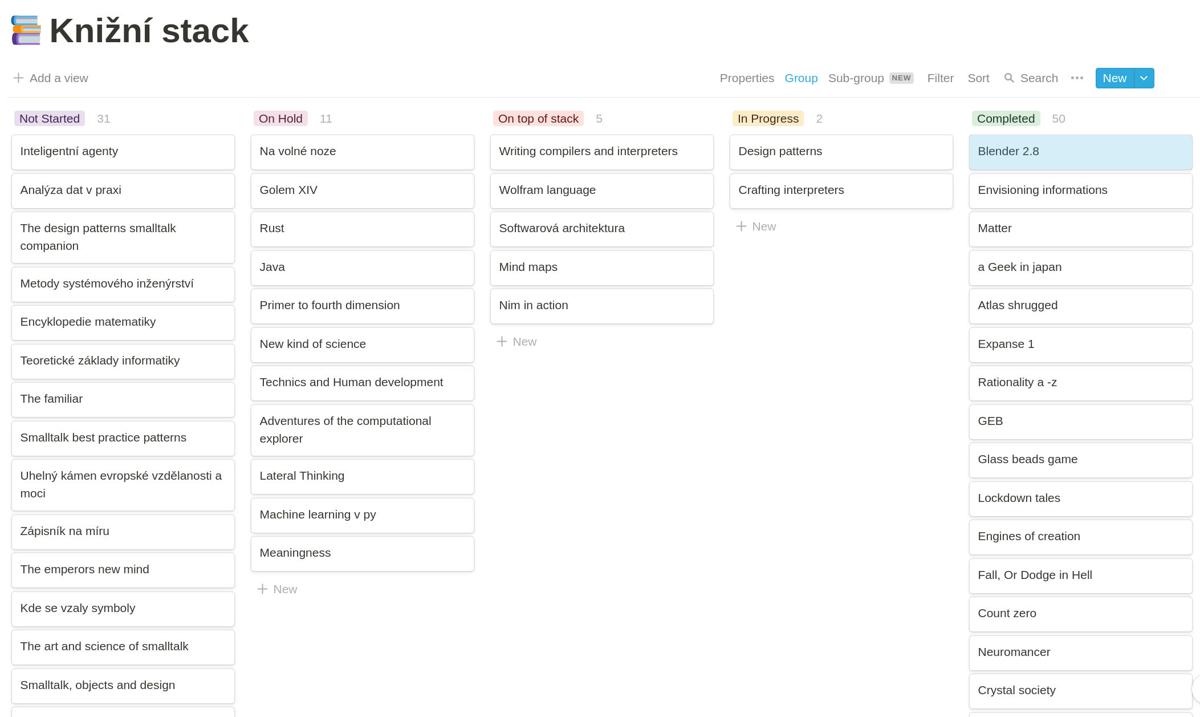 Knižní stack
Add a view
Properties Group Sub-group NEW Filter Sort Search New
Not Started 31
Inteligentní agenty
Analýza dat v praxi
The design patterns smalltalk
companion
Metody systémového inženýrství
Encyklopedie matematiky
Teoretické základy informatiky
The familiar
Smalltalk best practice patterns
Uhelný kámen evropské vzdělanosti a
moci
Zápisník na míru
The emperors new mind
Kde se vzaly symboly
The art and science of smalltalk
Smalltalk, objects and design
On Hold 11
Na volné noze
Golem XIV
Rust
Java
Primer to fourth dimension
New kind of science
Technics and Human development
Adventures of the computational
explorer
Lateral Thinking
Machine learning v py
Meaningness
New
On top of stack 5
Writing compilers and interpreters
Wolfram language
Softwarová architektura
Mind maps
Nim in action
New
In Progress 2
Design patterns
Crafting interpreters
New
Completed 50
Blender 2.8
Envisioning informations
Matter
a Geek in japan
Atlas shrugged
Expanse 1
Rationality a -z
GEB
Glass beads game
Lockdown tales
Engines of creation
Fall, Or Dodge in Hell
Count zero
Neuromancer
Crystal society